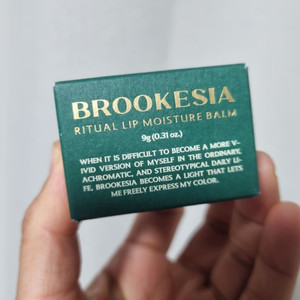 BROOKESIA
RITUAL LIP MOISTURE BALM
9g (0.31 oz.)
WHEN IT IS DIFFICULT TO BECOME A MORE V-
IVID VERSION OF MYSELF IN THE ORDINARY,
ACHROMATIC, AND STEREOTYPICAL DAILY LI-
FE, BROOKESIA BECOMES A LIGHT THAT LETS
ME FREELY EXPRESS MY COLOR.